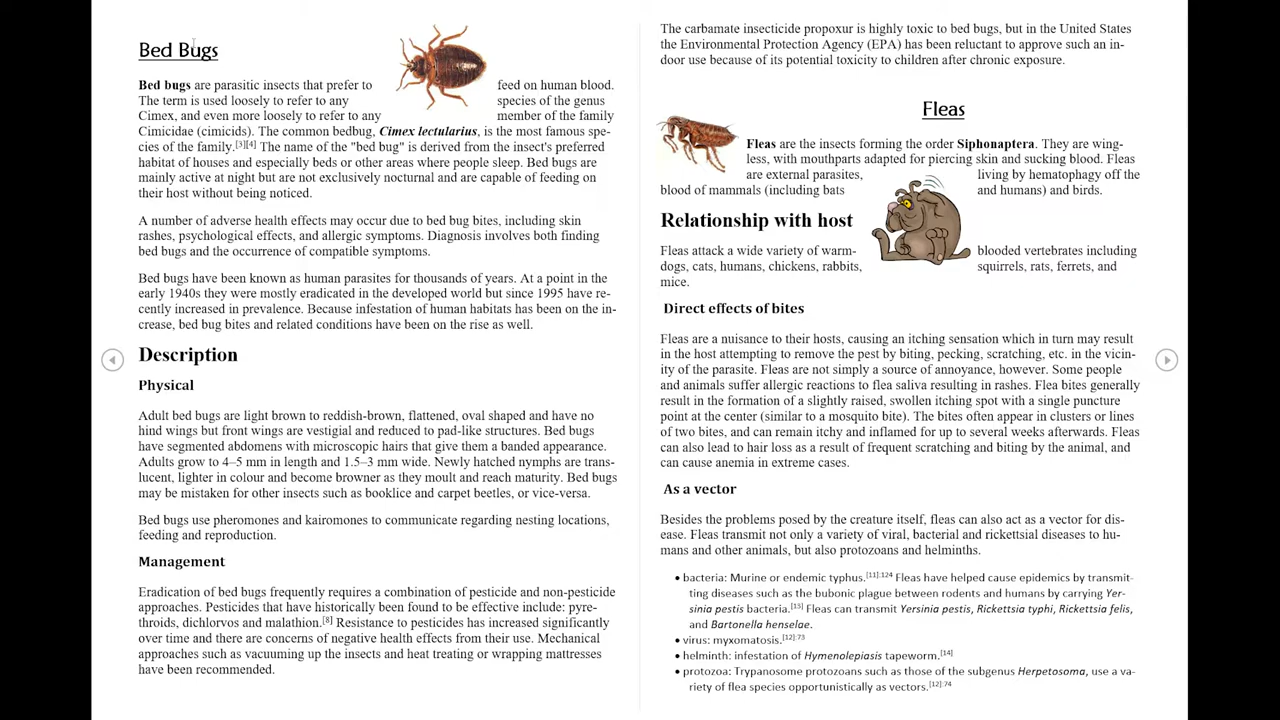 Bed Bugs
Bed bugs are parasitic insects that prefer to feed on human blood.
The term is used loosely to refer to any species of the genus
Cimex, and even more loosely to refer to any member of the family
Cimicidae (cimicids). The common bedbug, Cimex lectularius, is the most famous spe-
cies of the family.[3][4] The name of the "bed bug" is derived from the insect's preferred
habitat of houses and especially beds or other areas where people sleep. Bed bugs are
mainly active at night but are not exclusively nocturnal and are capable of feeding on
their host without being noticed.
A number of adverse health effects may occur due to bed bug bites, including skin
rashes, psychological effects, and allergic symptoms. Diagnosis involves both finding
bed bugs and the occurrence of compatible symptoms.
Bed bugs have been known as human parasites for thousands of years. At a point in the
early 1940s they were mostly eradicated in the developed world but since 1995 have re-
cently increased in prevalence. Because infestation of human habitats has been on the in-
crease, bed bug bites and related conditions have been on the rise as well.
Description
Physical
Adult bed bugs are light brown to reddish-brown, flattened, oval shaped and have no
hind wings but front wings are vestigial and reduced to pad-like structures. Bed bugs
have segmented abdomens with microscopic hairs that give them a banded appearance.
Adults grow to 4–5 mm in length and 1.5–3 mm wide. Newly hatched nymphs are trans-
lucent, lighter in colour and become browner as they moult and reach maturity. Bed bugs
may be mistaken for other insects such as booklice and carpet beetles, or vice-versa.
Bed bugs use pheromones and kairomones to communicate regarding nesting locations,
feeding and reproduction.
Management
Eradication of bed bugs frequently requires a combination of pesticide and non-pesticide
approaches. Pesticides that have historically been found to be effective include: pyre-
throids, dichlorvos and malathion.[8] Resistance to pesticides has increased significantly
over time and there are concerns of negative health effects from their use. Mechanical
approaches such as vacuuming up the insects and heat treating or wrapping mattresses
have been recommended.
The carbamate insecticide propoxur is highly toxic to bed bugs, but in the United States
the Environmental Protection Agency (EPA) has been reluctant to approve such an in-
door use because of its potential toxicity to children after chronic exposure.
Fleas
Fleas are the insects forming the order Siphonaptera. They are wing-
less, with mouthparts adapted for piercing skin and sucking blood. Fleas
are external parasites, living by hematophagy off the
blood of mammals (including bats and humans) and birds.
Relationship with host
Fleas attack a wide variety of warm- blooded vertebrates including
dogs, cats, humans, chickens, rabbits, squirrels, rats, ferrets, and
mice.
Direct effects of bites
Fleas are a nuisance to their hosts, causing an itching sensation which in turn may result
in the host attempting to remove the pest by biting, pecking, scratching, etc. in the vicin-
ity of the parasite. Fleas are not simply a source of annoyance, however. Some people
and animals suffer allergic reactions to flea saliva resulting in rashes. Flea bites generally
result in the formation of a slightly raised, swollen itching spot with a single puncture
point at the center (similar to a mosquito bite). The bites often appear in clusters or lines
of two bites, and can remain itchy and inflamed for up to several weeks afterwards. Fleas
can also lead to hair loss as a result of frequent scratching and biting by the animal, and
can cause anemia in extreme cases.
As a vector
Besides the problems posed by the creature itself, fleas can also act as a vector for dis-
ease. Fleas transmit not only a variety of viral, bacterial and rickettsial diseases to hu-
mans and other animals, but also protozoans and helminths.
• bacteria: Murine or endemic typhus.[11]:124 Fleas have helped cause epidemics by transmit-
ting diseases such as the bubonic plague between rodents and humans by carrying Yer-
sinia pestis bacteria.[13] Fleas can transmit Yersinia pestis, Rickettsia typhi, Rickettsia felis,
and Bartonella henselae.
• virus: myxomatosis.[12]:73
• helminth: infestation of Hymenolepiasis tapeworm.[14]
• protozoa: Trypanosome protozoans such as those of the subgenus Herpetosoma, use a va-
riety of flea species opportunistically as vectors.[12]:74